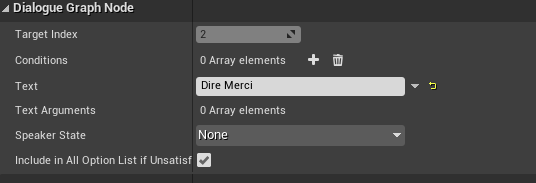 Dialogue Graph Node
Target Index 2
Conditions 0 Array elements
Text Dire Merci
Text Arguments 0 Array elements
Speaker State None
Include in All Option List if Unsatisf